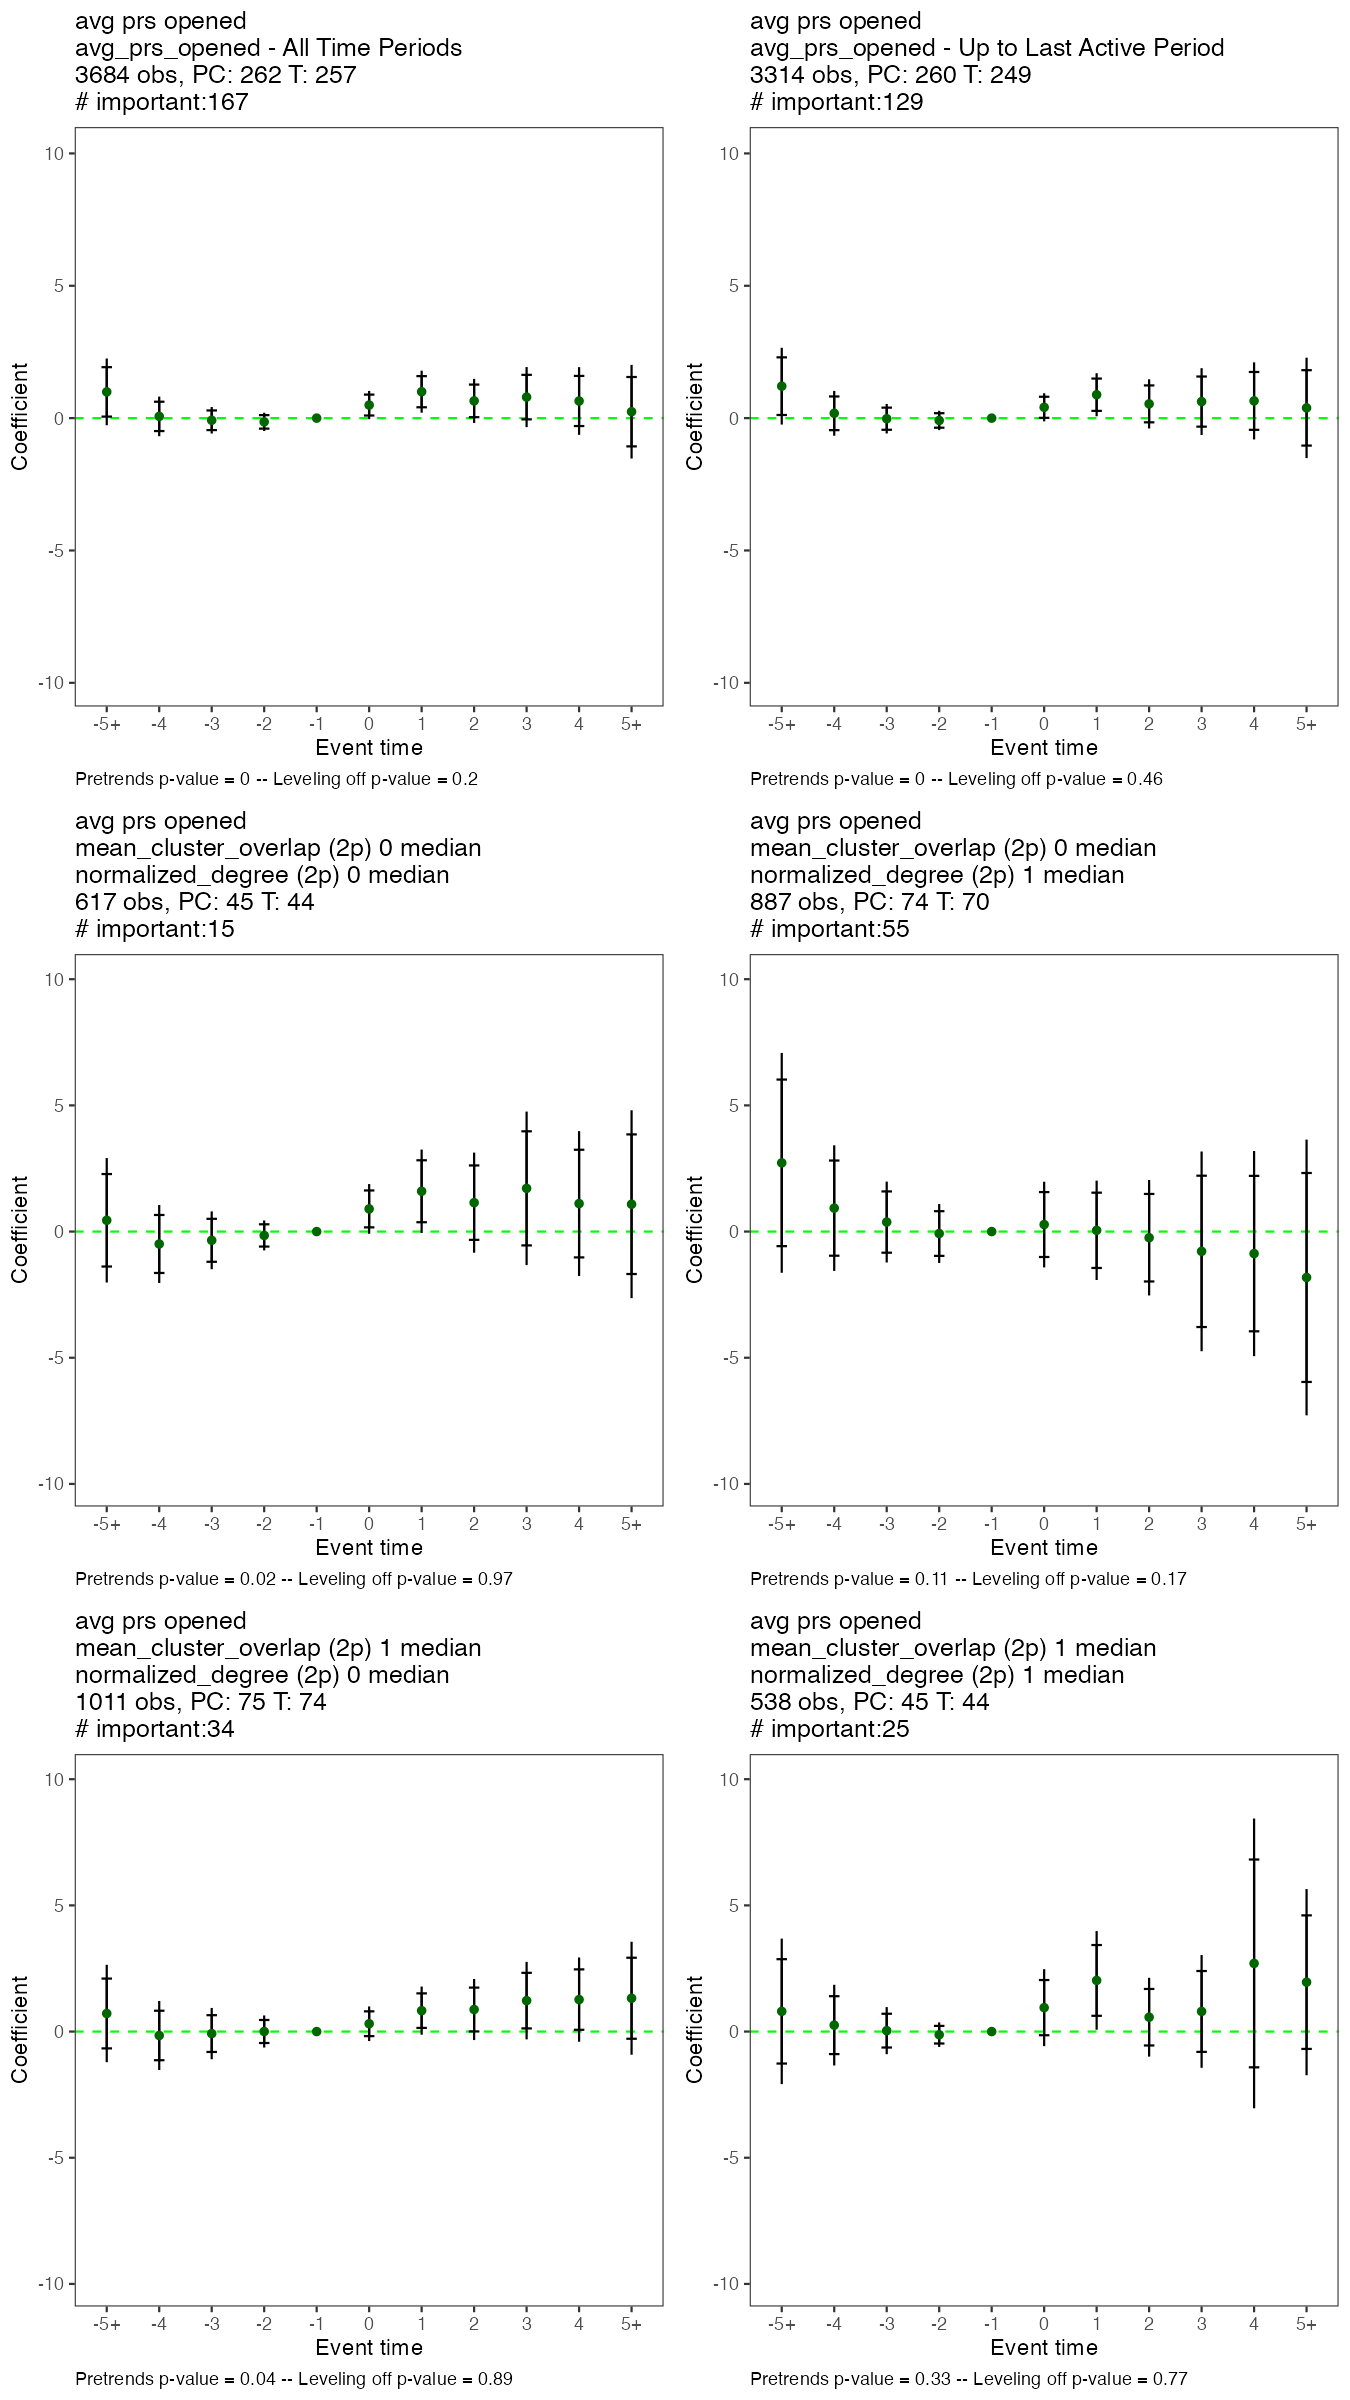 avg prs opened
avg_prs_opened - All Time Periods
3684 obs, PC: 262 T: 257
# important:167
10
5
0
-5
-10
Coefficient
-5+ -4 -3 -2 -1 0 1 2 3 4 5+
Event time
Pretrends p-value = 0 -- Leveling off p-value = 0.2
avg prs opened
avg_prs_opened - Up to Last Active Period
3314 obs, PC: 260 T: 249
# important:129
10
5
0
-5
-10
Coefficient
-5+ -4 -3 -2 -1 0 1 2 3 4 5+
Event time
Pretrends p-value = 0 -- Leveling off p-value = 0.46
avg prs opened
mean_cluster_overlap (2p) 0 median
normalized_degree (2p) 0 median
617 obs, PC: 45 T: 44
# important:15
10
5
0
-5
-10
Coefficient
-5+ -4 -3 -2 -1 0 1 2 3 4 5+
Event time
Pretrends p-value = 0.02 -- Leveling off p-value = 0.97
avg prs opened
mean_cluster_overlap (2p) 0 median
normalized_degree (2p) 1 median
887 obs, PC: 74 T: 70
# important:55
10
5
0
-5
-10
Coefficient
-5+ -4 -3 -2 -1 0 1 2 3 4 5+
Event time
Pretrends p-value = 0.11 -- Leveling off p-value = 0.17
avg prs opened
mean_cluster_overlap (2p) 1 median
normalized_degree (2p) 0 median
1011 obs, PC: 75 T: 74
# important:34
10
5
0
-5
-10
Coefficient
-5+ -4 -3 -2 -1 0 1 2 3 4 5+
Event time
Pretrends p-value = 0.04 -- Leveling off p-value = 0.89
avg prs opened
mean_cluster_overlap (2p) 1 median
normalized_degree (2p) 1 median
538 obs, PC: 45 T: 44
# important:25
10
5
0
-5
-10
Coefficient
-5+ -4 -3 -2 -1 0 1 2 3 4 5+
Event time
Pretrends p-value = 0.33 -- Leveling off p-value = 0.77